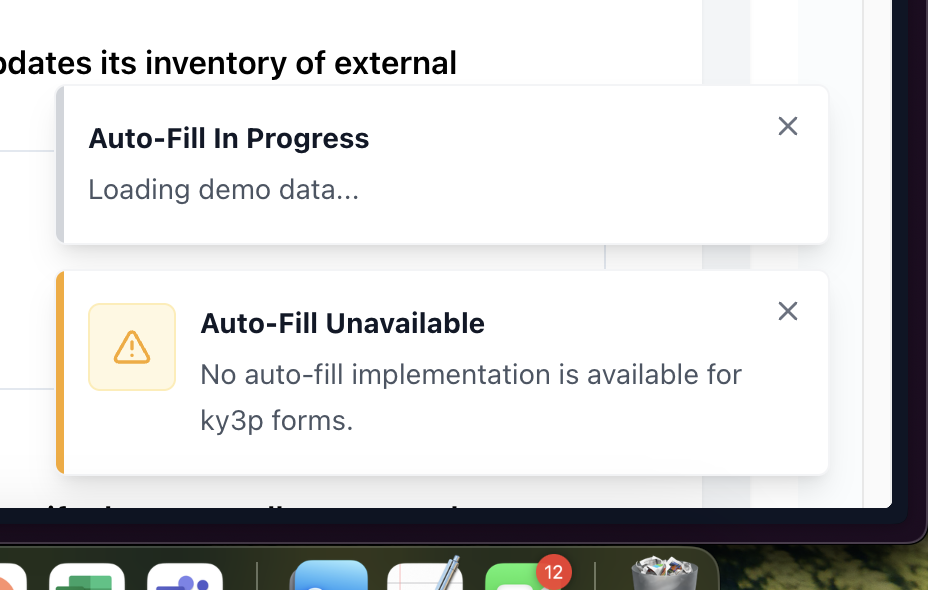 updates its inventory of external
Auto-Fill In Progress
Loading demo data...
Auto-Fill Unavailable
No auto-fill implementation is available for
ky3p forms.
12